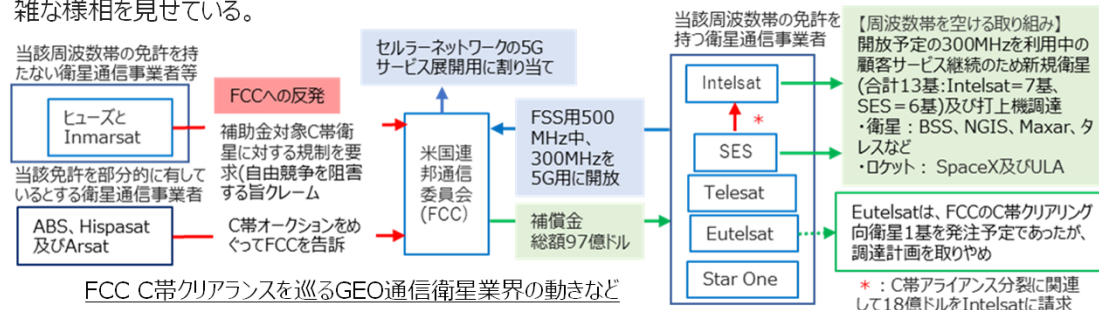 雑な様相を見せている。
当該周波数帯の免許を持
たない衛星通信事業者等
ヒューズと
Inmarsat
当該免許を部分的に有して
いるとする衛星通信事業者
ABS、Hispasat
及びArsat
FCCへの反発
補助金対象C帯衛
星に対する規制を要
求(自由競争を阻害
する旨クレーム
C帯オークションをめ
ぐってFCCを告訴
セルラーネットワークの5G
サービス展開用に割り当て
米国連
邦通信
委員会
(FCC)
FSS用500
MHz中、
300MHzを
5G用に開放
補償金
総額97億ドル
当該周波数帯の免許を
持つ衛星通信事業者
Intelsat
*
SES
Telesat
Eutelsat
Star One
【周波数帯を空ける取り組み】
開放予定の300MHzを利用中の
顧客サービス継続のため新規衛星
(合計13基:Intelsat=7基、
SES=6基)及び打上機調達
・衛星：BSS、NGIS、Maxar、タ
レスなど
・ロケット： SpaceX及びULA
Eutelsatは、FCCのC帯クリアリング
向衛星1基を発注予定であったが、
調達計画を取りやめ
*：C帯アライアンス分裂に関連
して18億ドルをIntelsatに請求
FCC C帯クリアランスを巡るGEO通信衛星業界の動きなど